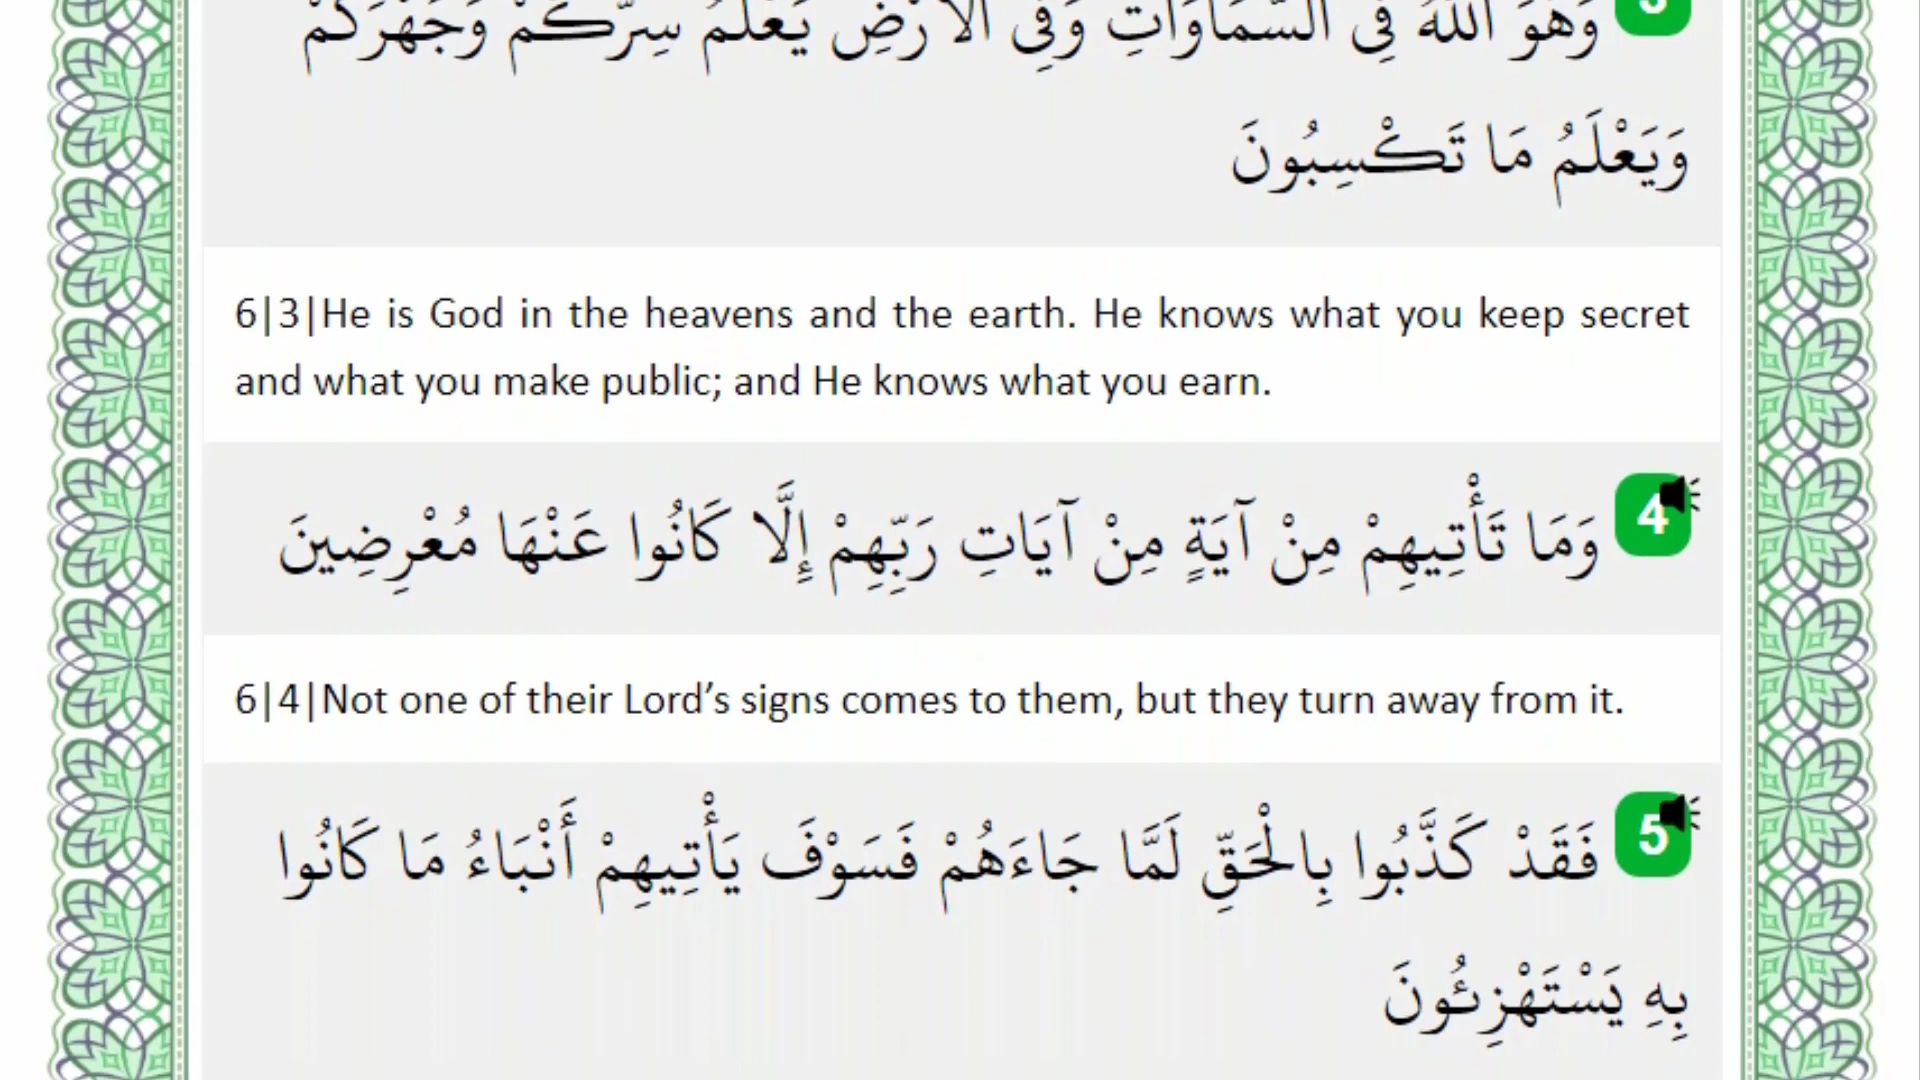 وَهُوَ اللَّهُ فِي السَّمَاوَاتِ وَفِي الْأَرْضِ يَعْلَمُ سِرَّكُمْ وَجَهْرَكُمْ
وَيَعْلَمُ مَا تَكْسِبُونَ
6|3|He is God in the heavens and the earth. He knows what you keep secret
and what you make public; and He knows what you earn.
4 وَمَا تَأْتِيهِمْ مِنْ آيَةٍ مِنْ آيَاتِ رَبِّهِمْ إِلَّا كَانُوا عَنْهَا مُعْرِضِينَ
6|4|Not one of their Lord’s signs comes to them, but they turn away from it.
5 فَقَدْ كَذَّبُوا بِالْحَقِّ لَمَّا جَاءَهُمْ فَسَوْفَ يَأْتِيهِمْ أَنْبَاءُ مَا كَانُوا
بِهِ يَسْتَهْزِئُونَ